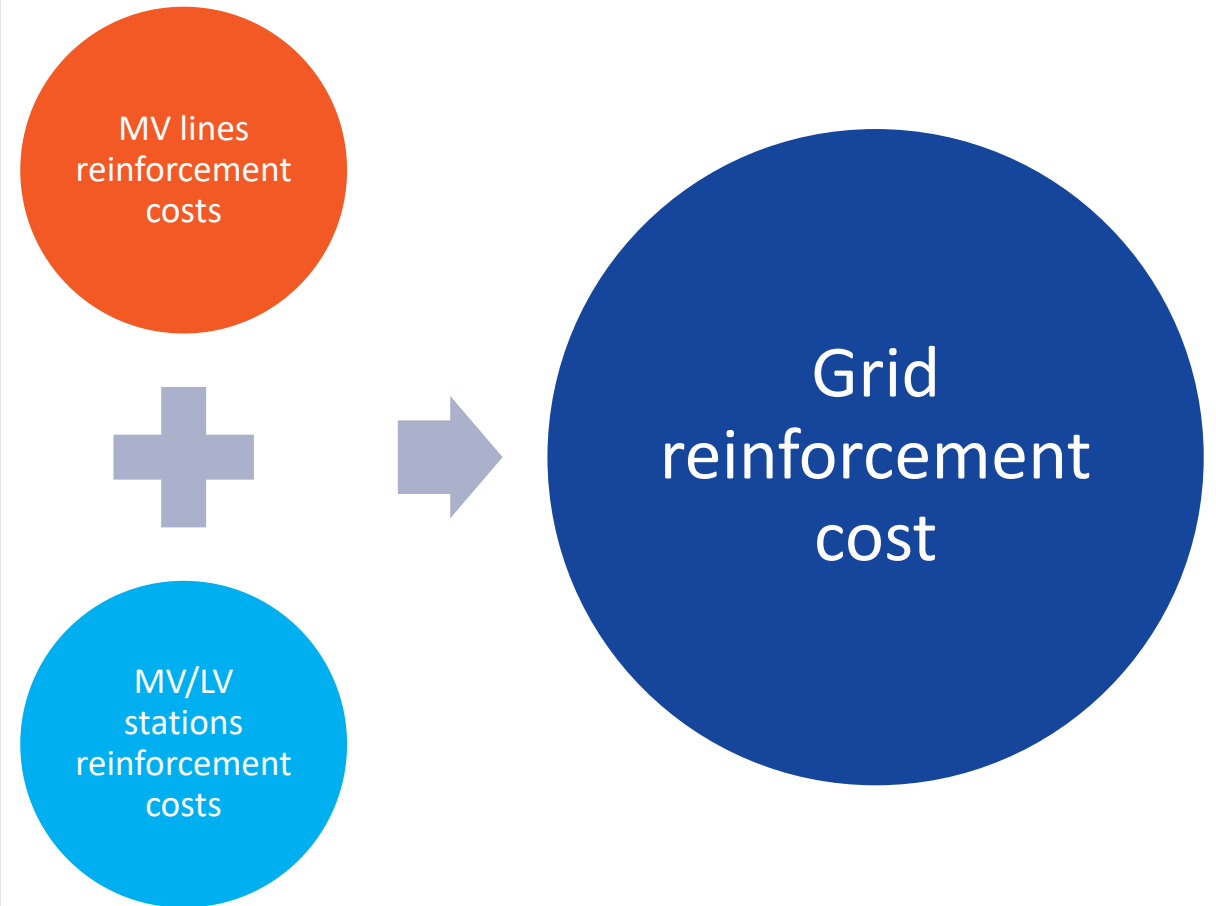 MV lines
reinforcement
costs
MV/LV
stations
reinforcement
costs
Grid
reinforcement
cost